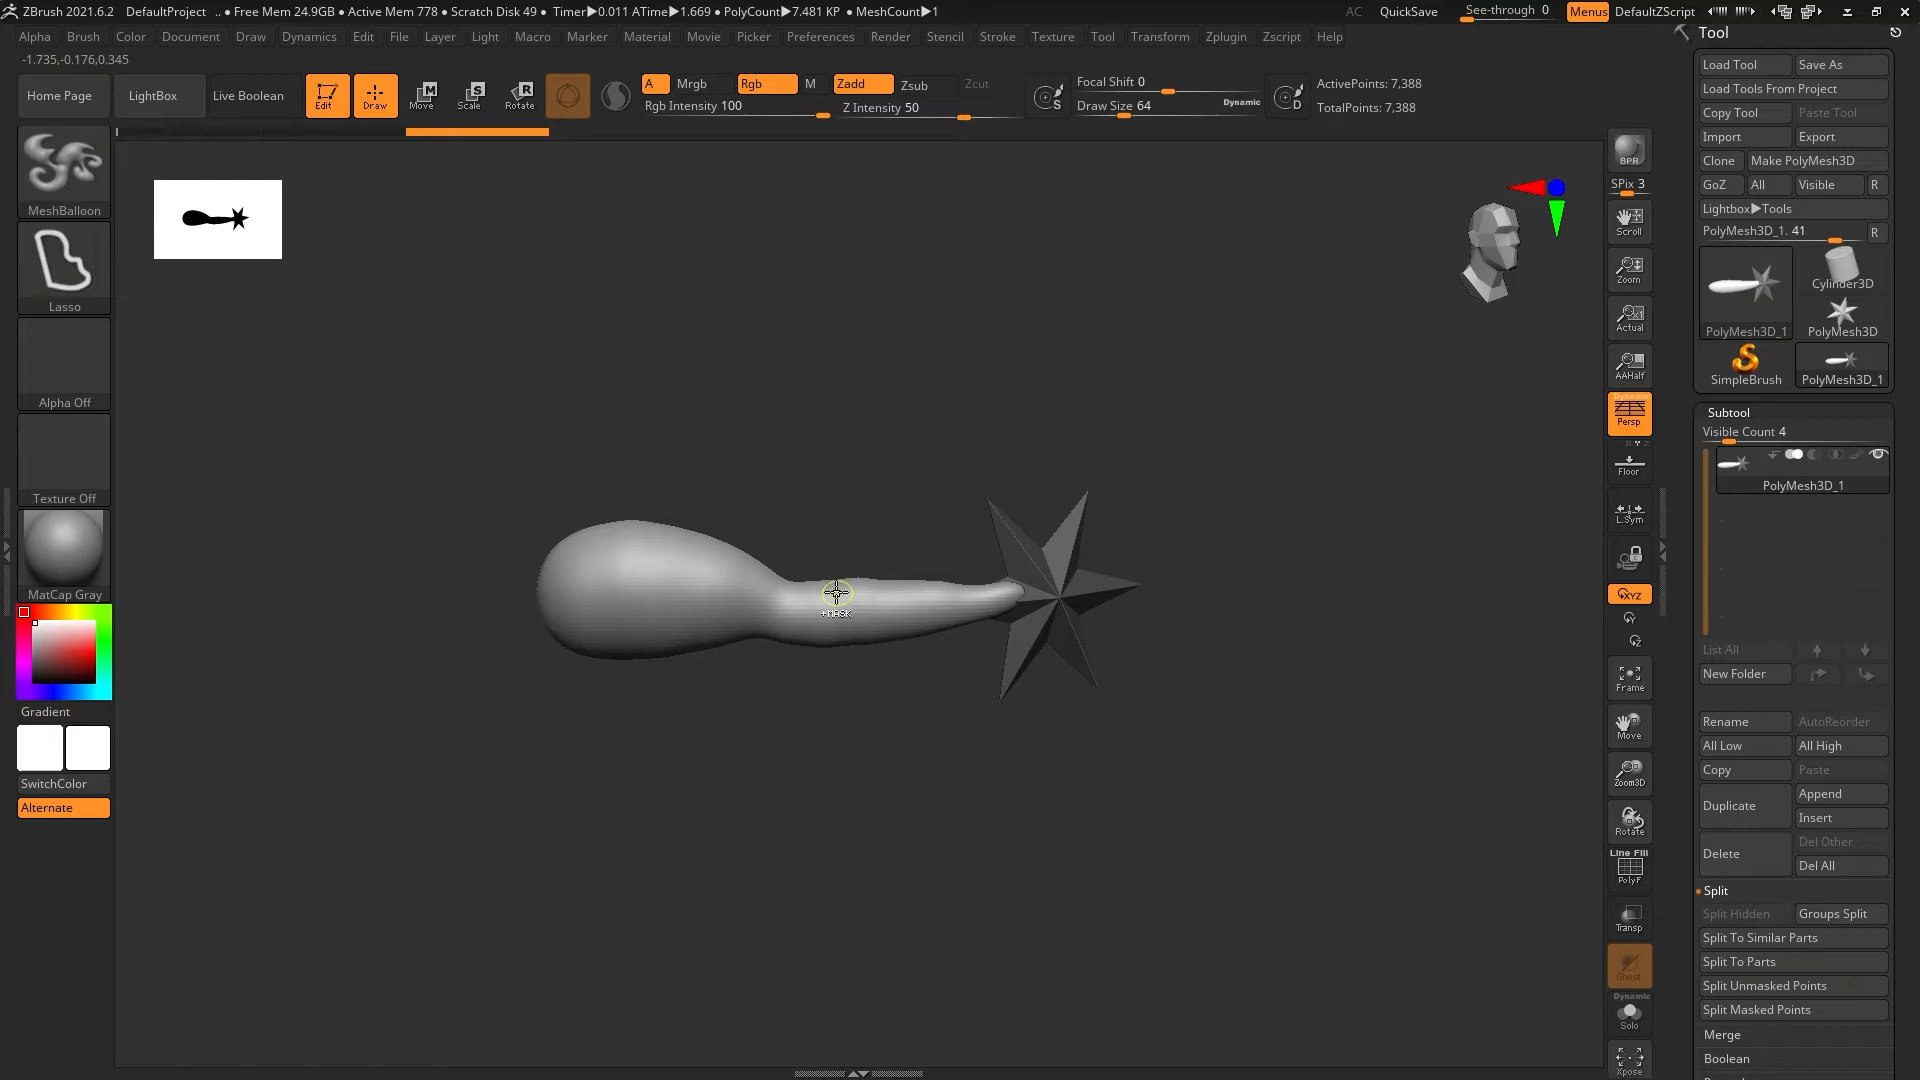 ZBrush 2021.6.2 DefaultProject .. ● Free Mem 24.9GB ● Active Mem 778 ● Scratch Disk 49 ● Timer▶0.011 ATime▶1.669 ● PolyCount▶7.481 KP ● MeshCount▶1 AC QuickSave See-through 0 Menus DefaultZScript
Alpha Brush Color Document Draw Dynamics Edit File Layer Light Macro Marker Material Movie Picker Preferences Render Stencil Stroke Texture Tool Transform Zplugin Zscript Help
-1.735,-0.176,0.345
Home Page LightBox Live Boolean Edit Draw Move Scale Rotate
A Mrgb Rgb M Zadd Zsub Zcut
Rgb Intensity 100 Z Intensity 50
S Focal Shift 0
Draw Size 64 Dynamic D
ActivePoints: 7,388
TotalPoints: 7,388
MeshBalloon
Lasso
Alpha Off
Texture Off
MatCap Gray
Gradient
SwitchColor
Alternate
+MASK
BPR
SPix 3
Scroll
Zoom
Actual
AAHalf
Dynamic
Persp
Floor
L.Sym
XYZ
Y
Z
Frame
Move
Zoom3D
Rotate
Line Fill
PolyF
Transp
Ghost
Dynamic
Solo
Xpose
Tool
Load Tool Save As
Load Tools From Project
Copy Tool Paste Tool
Import Export
Clone Make PolyMesh3D
GoZ All Visible R
Lightbox▶Tools
PolyMesh3D_1. 41 R
PolyMesh3D_1 Cylinder3D
PolyMesh3D
SimpleBrush PolyMesh3D_1
Subtool
Visible Count 4
PolyMesh3D_1
List All
New Folder
Rename AutoReorder
All Low All High
Copy Paste
Duplicate Append
Insert
Delete Del Other
Del All
Split
Split Hidden Groups Split
Split To Similar Parts
Split To Parts
Split Unmasked Points
Split Masked Points
Merge
Boolean